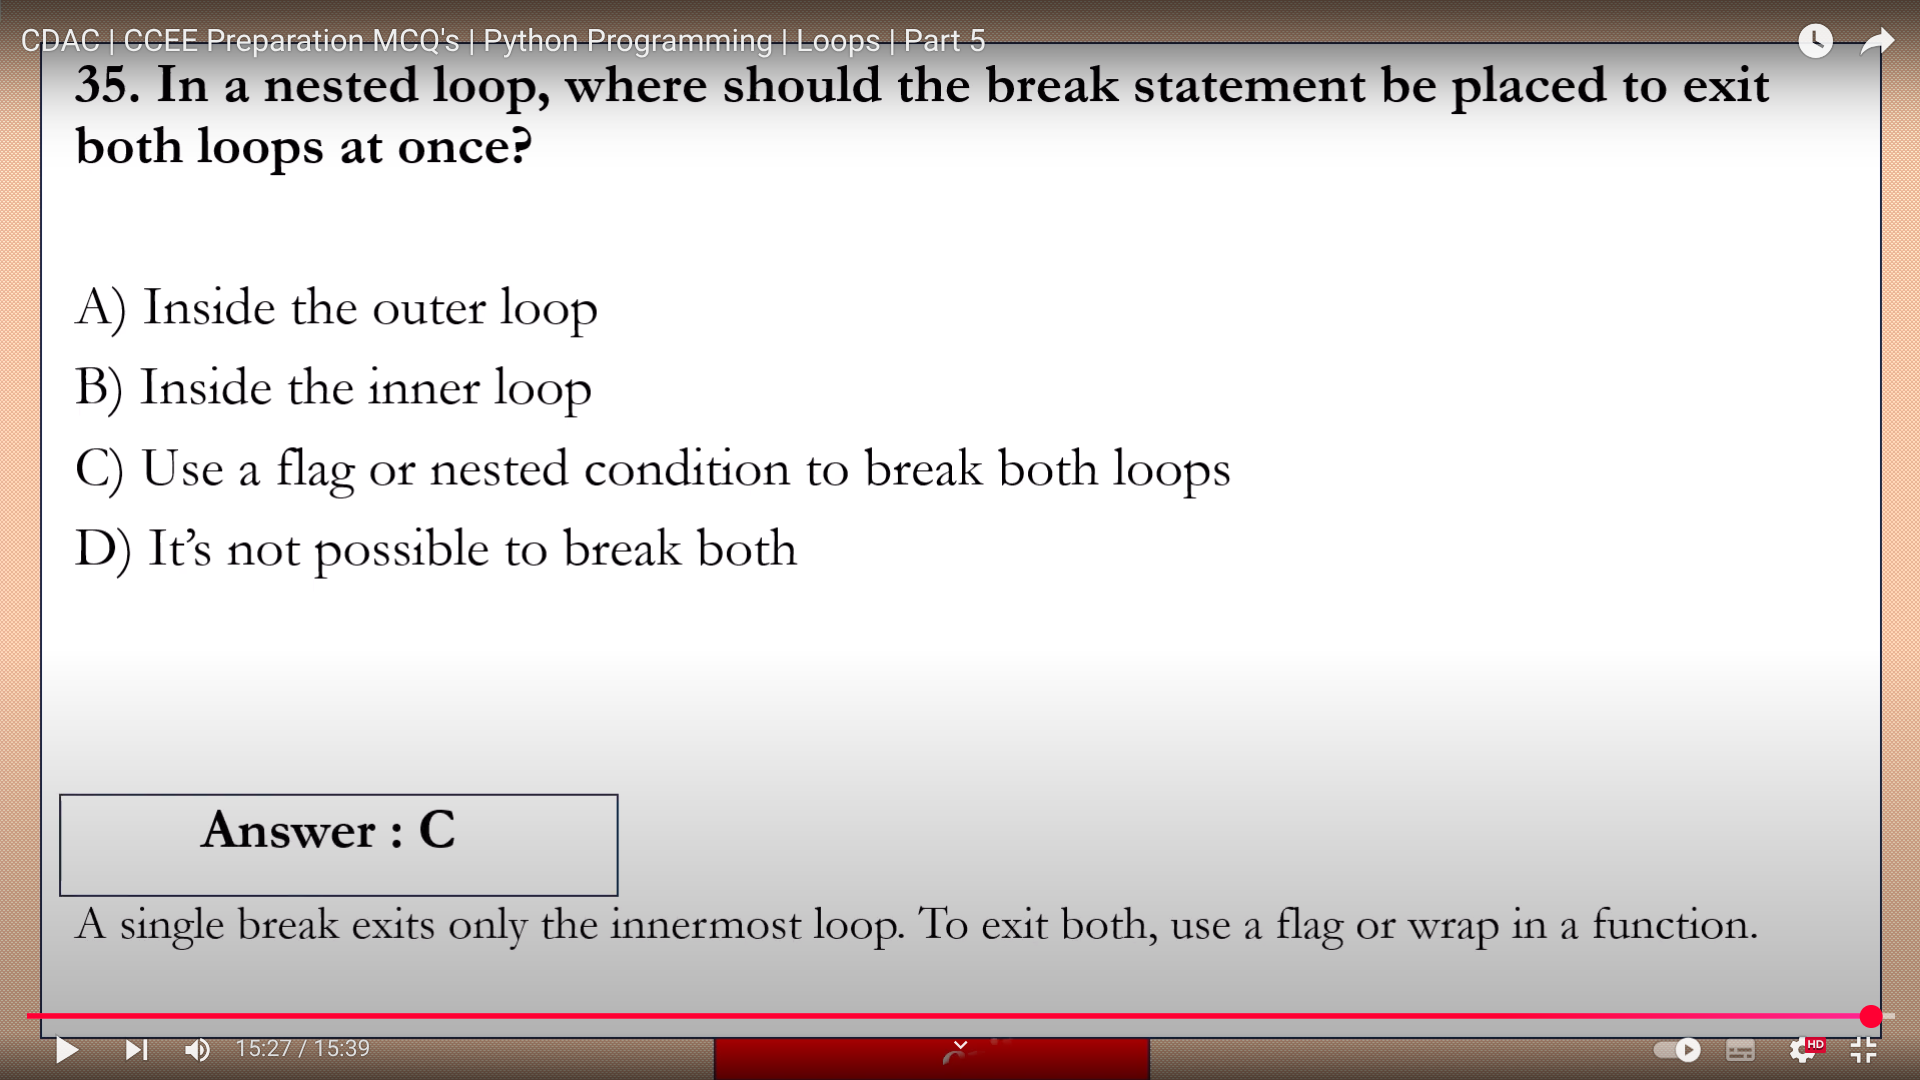 CDAC | CCEE Preparation MCQ's | Python Programming | Loops | Part 5
35. In a nested loop, where should the break statement be placed to exit
both loops at once?
A) Inside the outer loop
B) Inside the inner loop
C) Use a flag or nested condition to break both loops
D) It’s not possible to break both
Answer : C
A single break exits only the innermost loop. To exit both, use a flag or wrap in a function.
15:27 / 15:39
HD